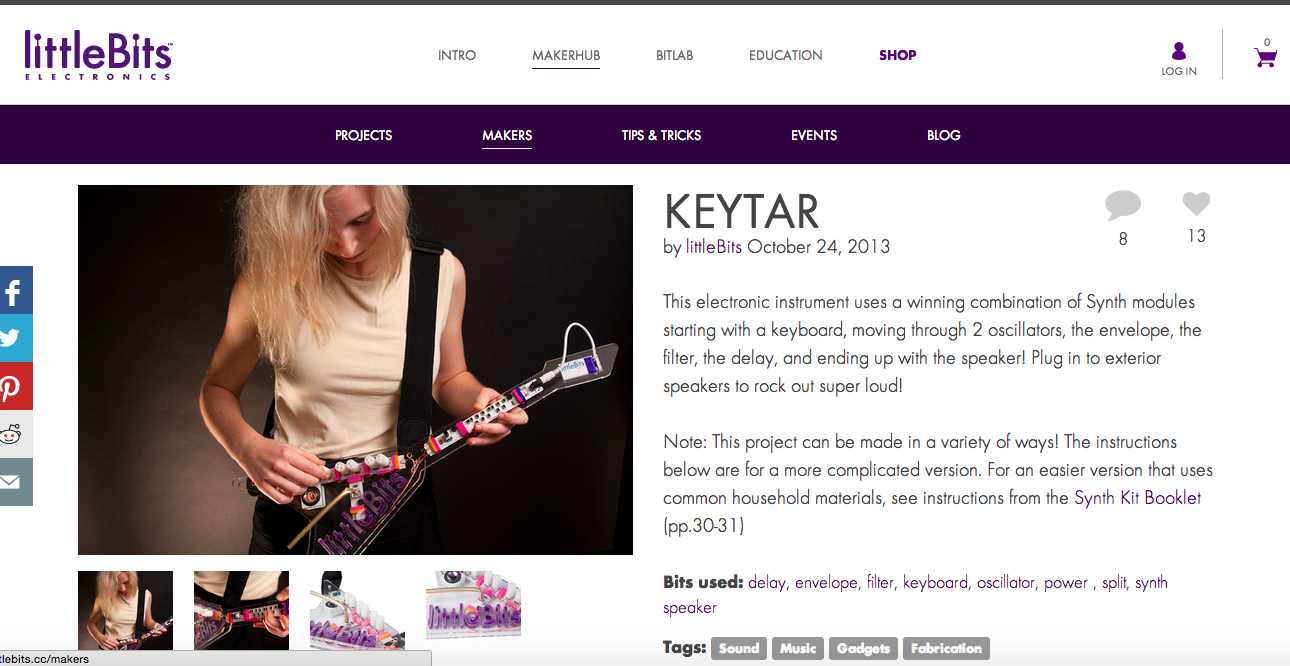 littleBits™
ELECTRONICS
INTRO
MAKERHUB
BITLAB
EDUCATION
SHOP
LOG IN
0
PROJECTS
MAKERS
TIPS & TRICKS
EVENTS
BLOG
KEYTAR
by littleBits October 24, 2013
8
13
This electronic instrument uses a winning combination of Synth modules
starting with a keyboard, moving through 2 oscillators, the envelope, the
filter, the delay, and ending up with the speaker! Plug in to exterior
speakers to rock out super loud!
Note: This project can be made in a variety of ways! The instructions
below are for a more complicated version. For an easier version that uses
common household materials, see instructions from the Synth Kit Booklet
(pp.30-31)
Bits used: delay, envelope, filter, keyboard, oscillator, power , split, synth
speaker
Tags: Sound Music Gadgets Fabrication
littleBits
littleBits
littleBits
littleBits
tlebits.cc/makers